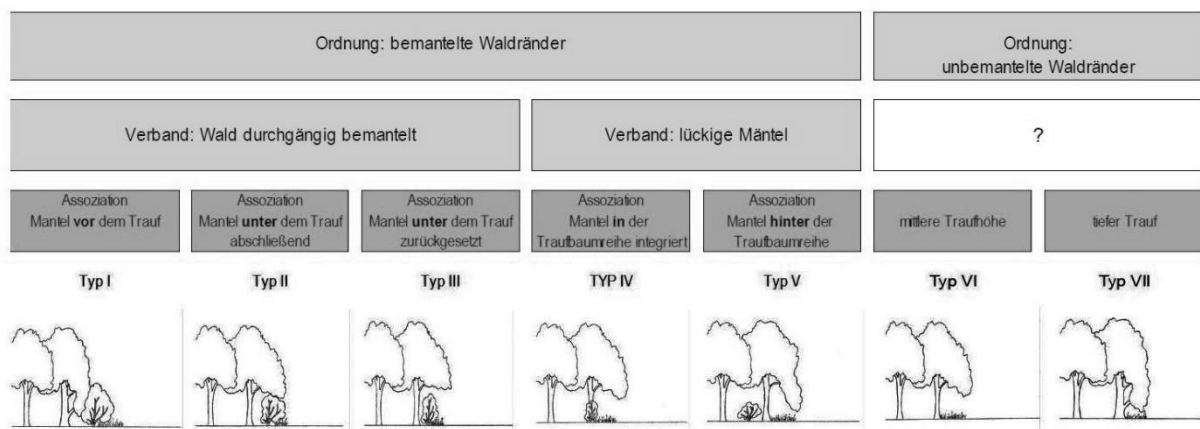 Ordnung: bemantelte Waldränder
Ordnung:
unbemantelte Waldränder
Verband: Wald durchgängig bemantelt
Verband: lückige Mäntel
?
Assoziation
Mantel vor dem Trauf
Assoziation
Mantel unter dem Trauf
abschließend
Assoziation
Mantel unter dem Trauf
zurückgesetzt
Assoziation
Mantel in der
Traufbaumreihe integriert
Assoziation
Mantel hinter der
Traufbaumreihe
mittlere Traufhöhe
tiefer Trauf
Typ I
Typ II
Typ III
TYP IV
Typ V
Typ VI
Typ VII